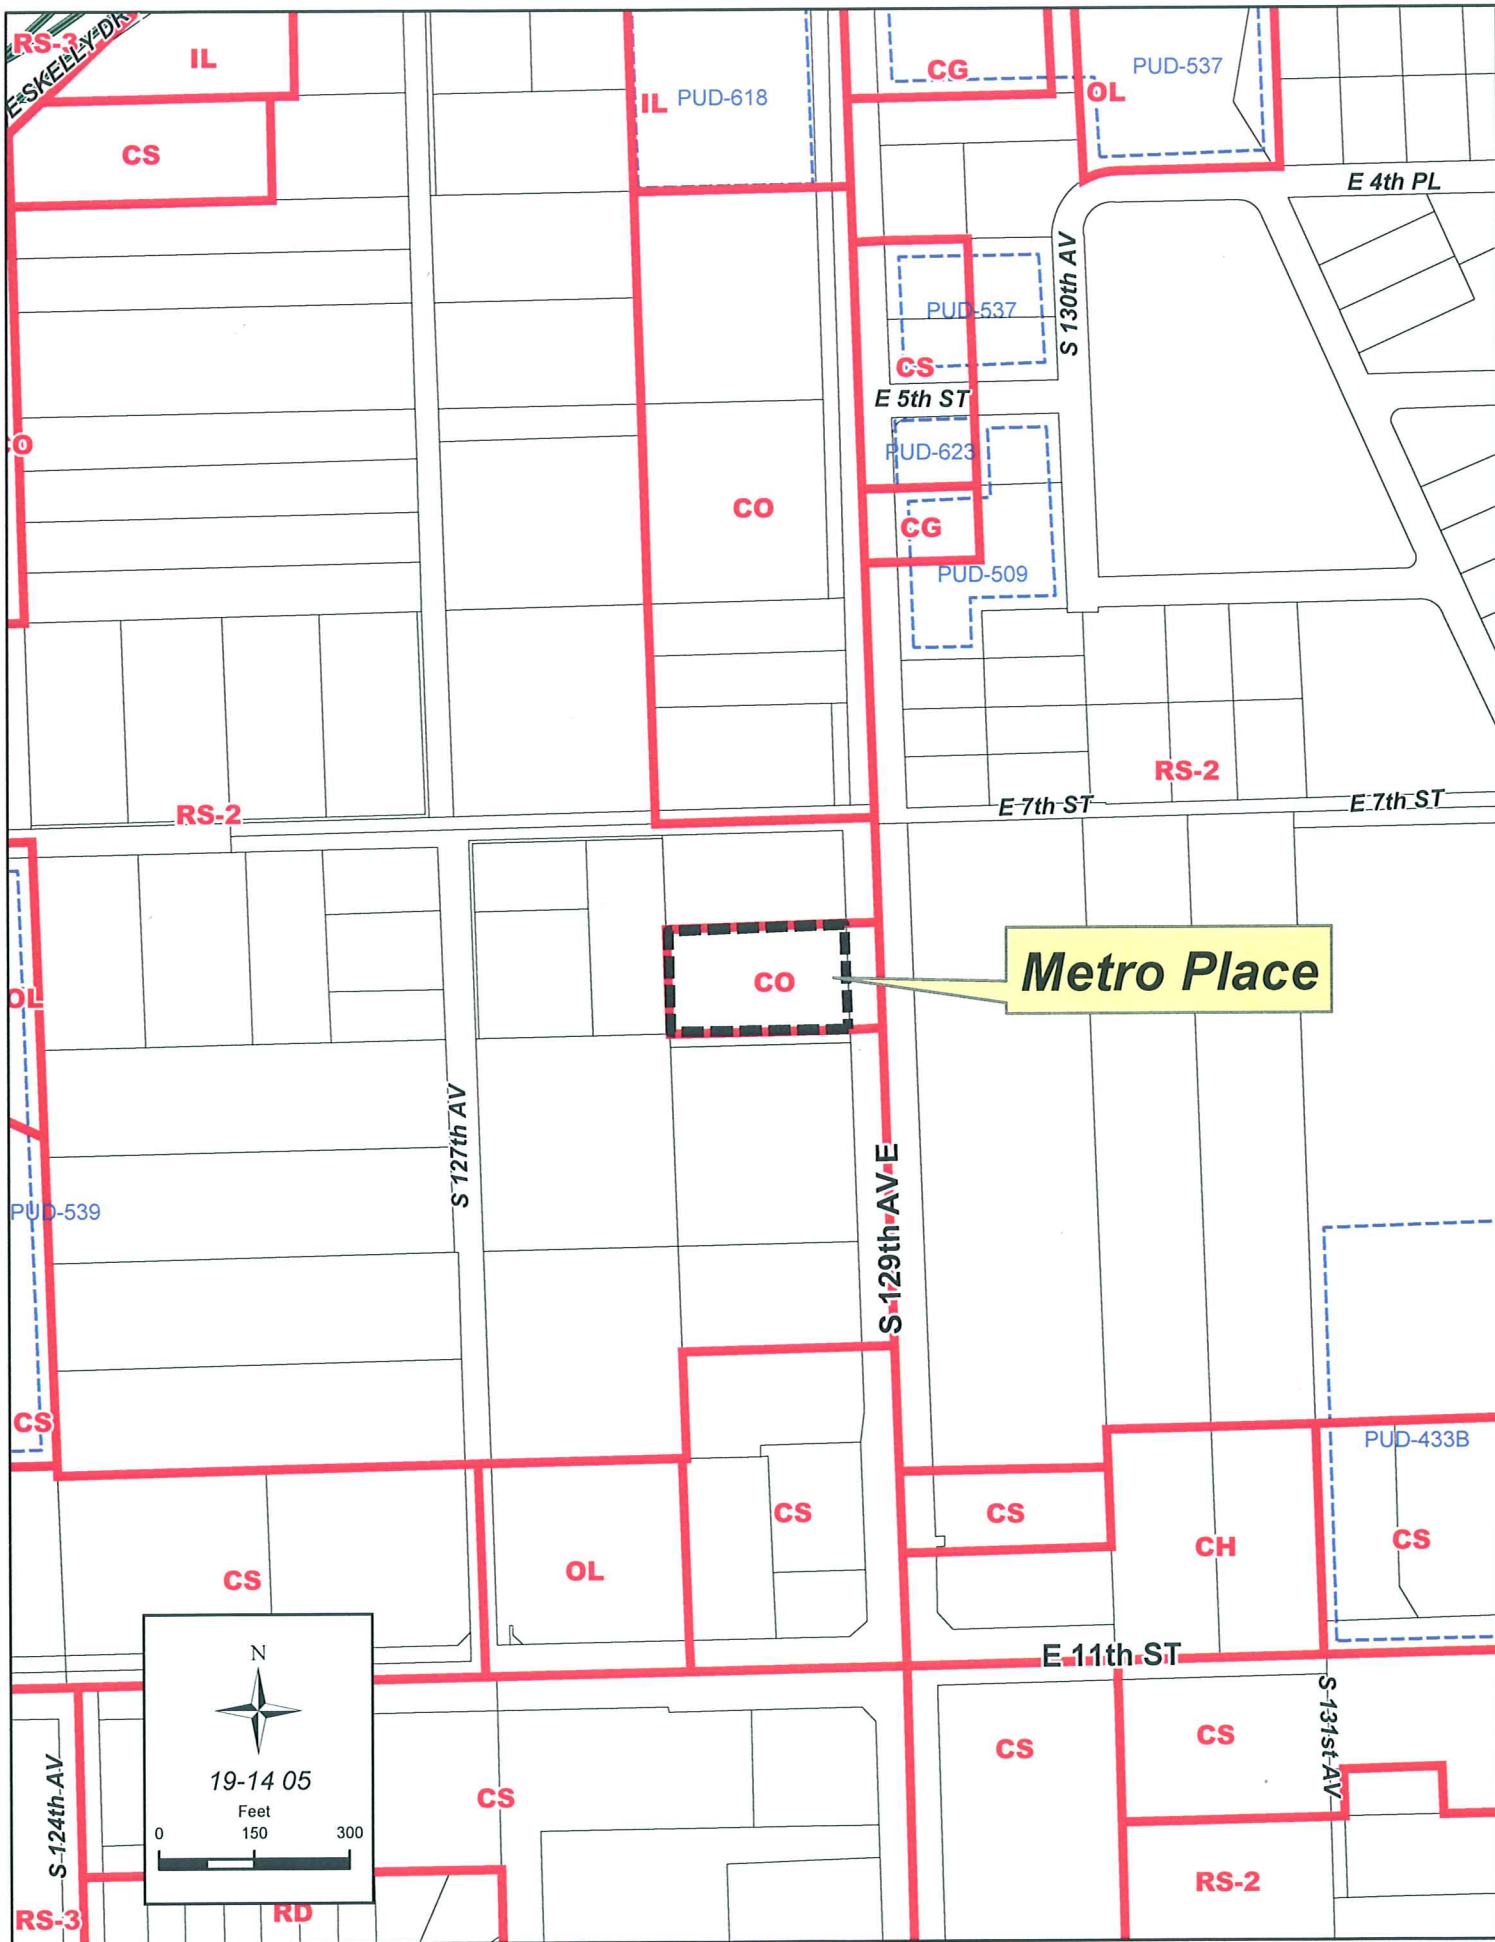 RS-3
E SKELLY DR
IL
CS
IL
PUD-618
CG
PUD-537
OL
E 4th PL
S 130th AV
PUD-537
CS
E 5th ST
PUD-623
CO
CO
CG
PUD-509
RS-2
RS-2
E 7th ST
E 7th ST
CO
Metro Place
OL
S 127th AV
S 129th AV E
PUD-539
CS
PUD-433B
CS
CS
CH
CS
CS
OL
E 11th ST
N
19-14 05
Feet
0 150 300
S 124th AV
CS
CS
CS
S 131st AV
RS-2
RS-3
RD